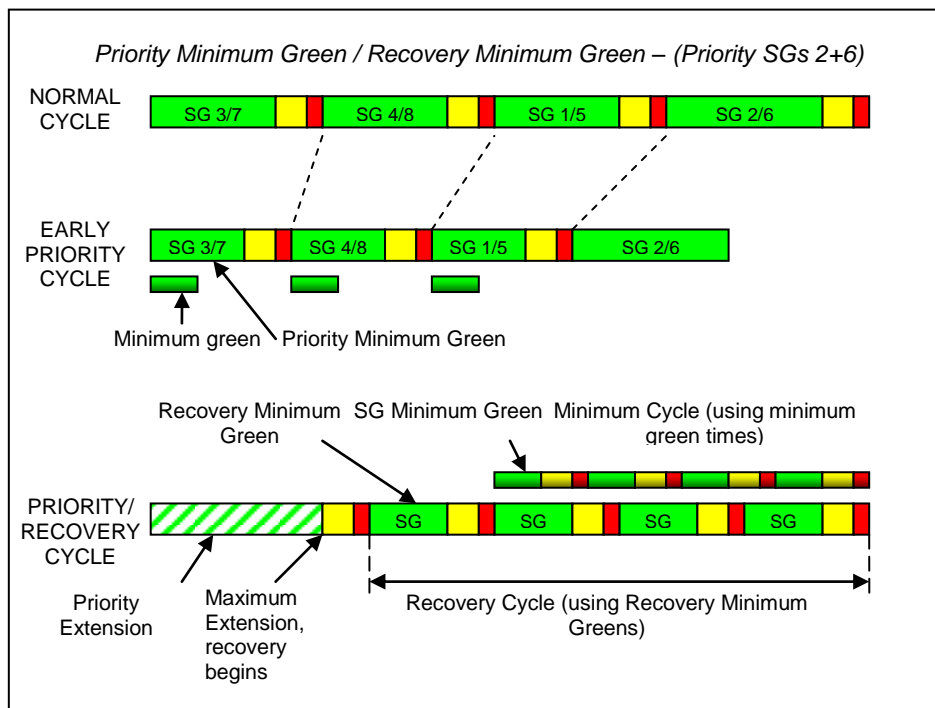 Priority Minimum Green / Recovery Minimum Green – (Priority SGs 2+6)
NORMAL
CYCLE
SG 3/7
SG 4/8
SG 1/5
SG 2/6
EARLY
PRIORITY
CYCLE
SG 3/7
SG 4/8
SG 1/5
SG 2/6
Minimum green
Priority Minimum Green
Recovery Minimum
Green
SG Minimum Green
Minimum Cycle (using minimum
green times)
PRIORITY/
RECOVERY
CYCLE
SG
SG
SG
SG
Priority
Extension
Maximum
Extension,
recovery
begins
Recovery Cycle (using Recovery Minimum
Greens)